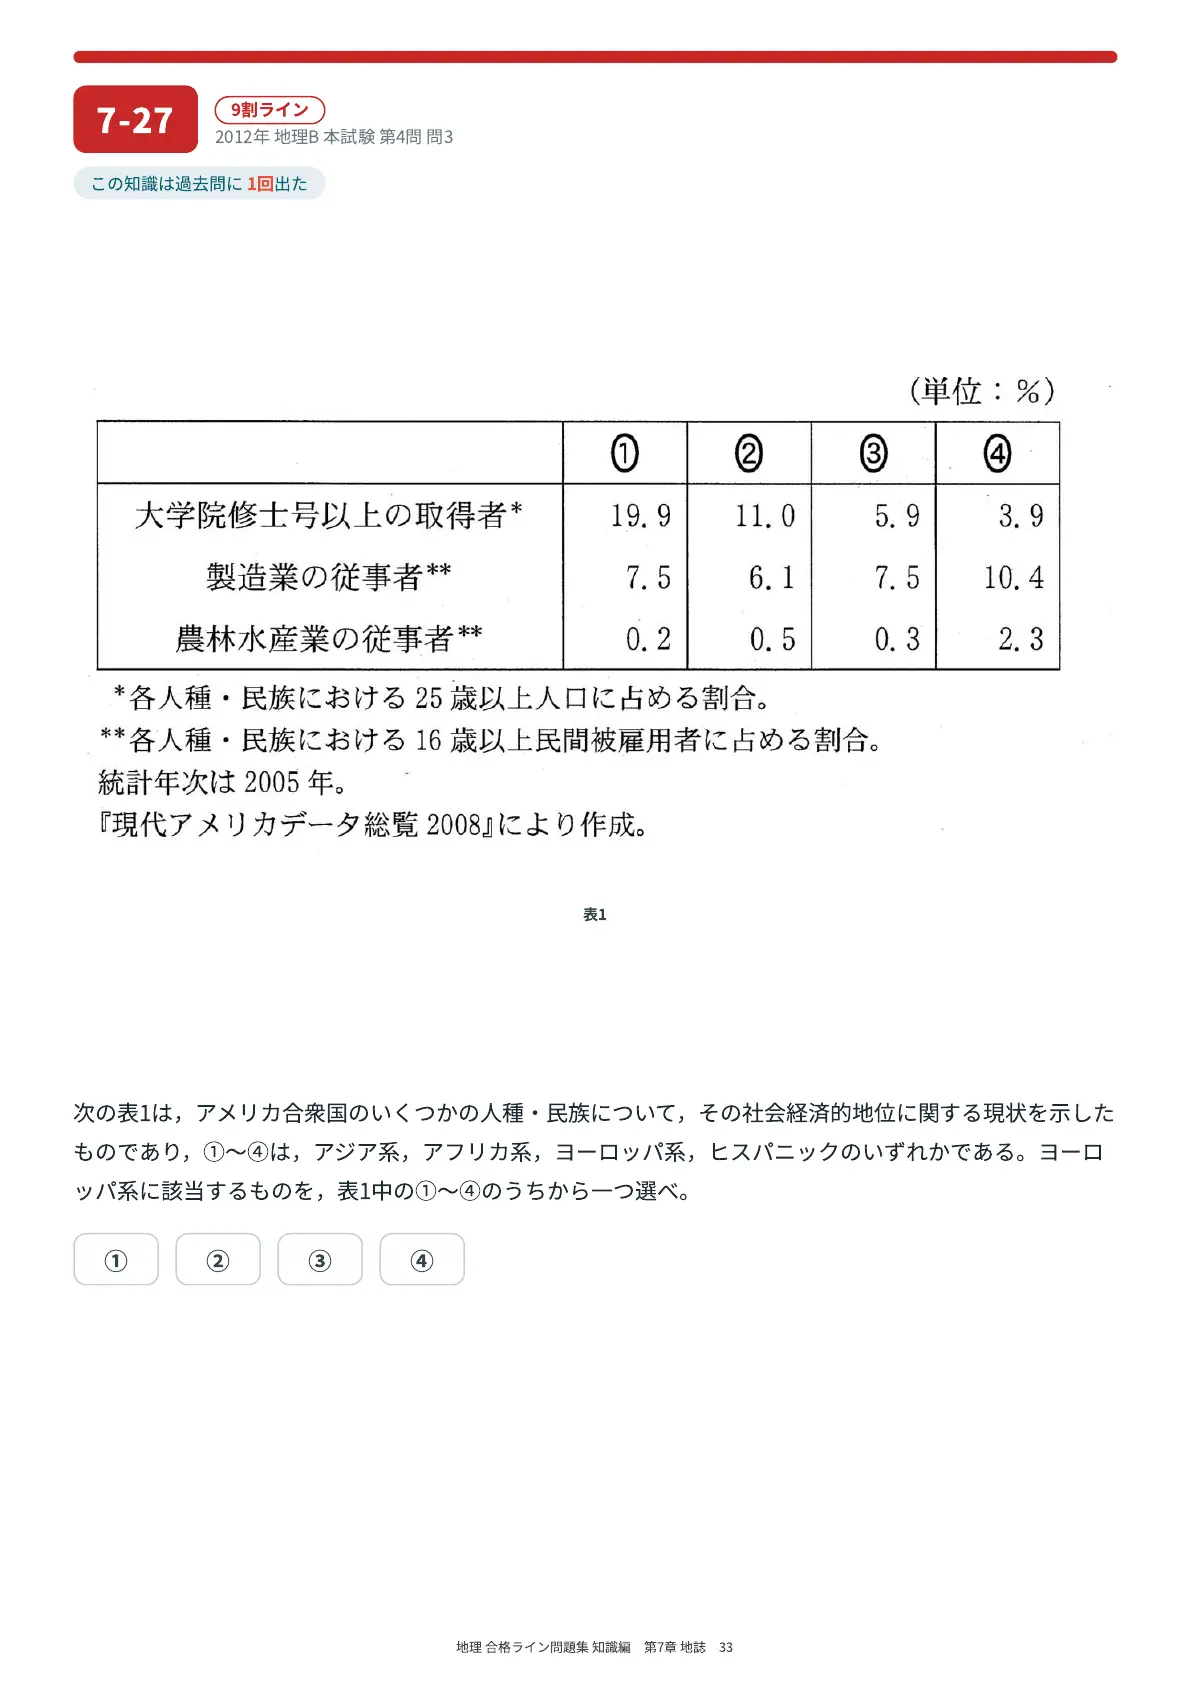 7-27
9割ライン
2012年 地理B 本試験 第4問 問3
この知識は過去問に 1回出た
(単位：%)
① ② ③ ④
大学院修士号以上の取得者* 19.9 11.0 5.9 3.9
製造業の従事者** 7.5 6.1 7.5 10.4
農林水産業の従事者** 0.2 0.5 0.3 2.3
*各人種・民族における25歳以上人口に占める割合。
**各人種・民族における16歳以上民間被雇用者に占める割合。
統計年次は2005年。
『現代アメリカデータ総覧2008』により作成。
表1
次の表1は，アメリカ合衆国のいくつかの人種・民族について，その社会経済的地位に関する現状を示した
ものであり，①～④は，アジア系，アフリカ系，ヨーロッパ系，ヒスパニックのいずれかである。ヨーロ
ッパ系に該当するものを，表1中の①～④のうちから一つ選べ。
① ② ③ ④
地理 合格ライン問題集 知識編 第7章 地誌 33